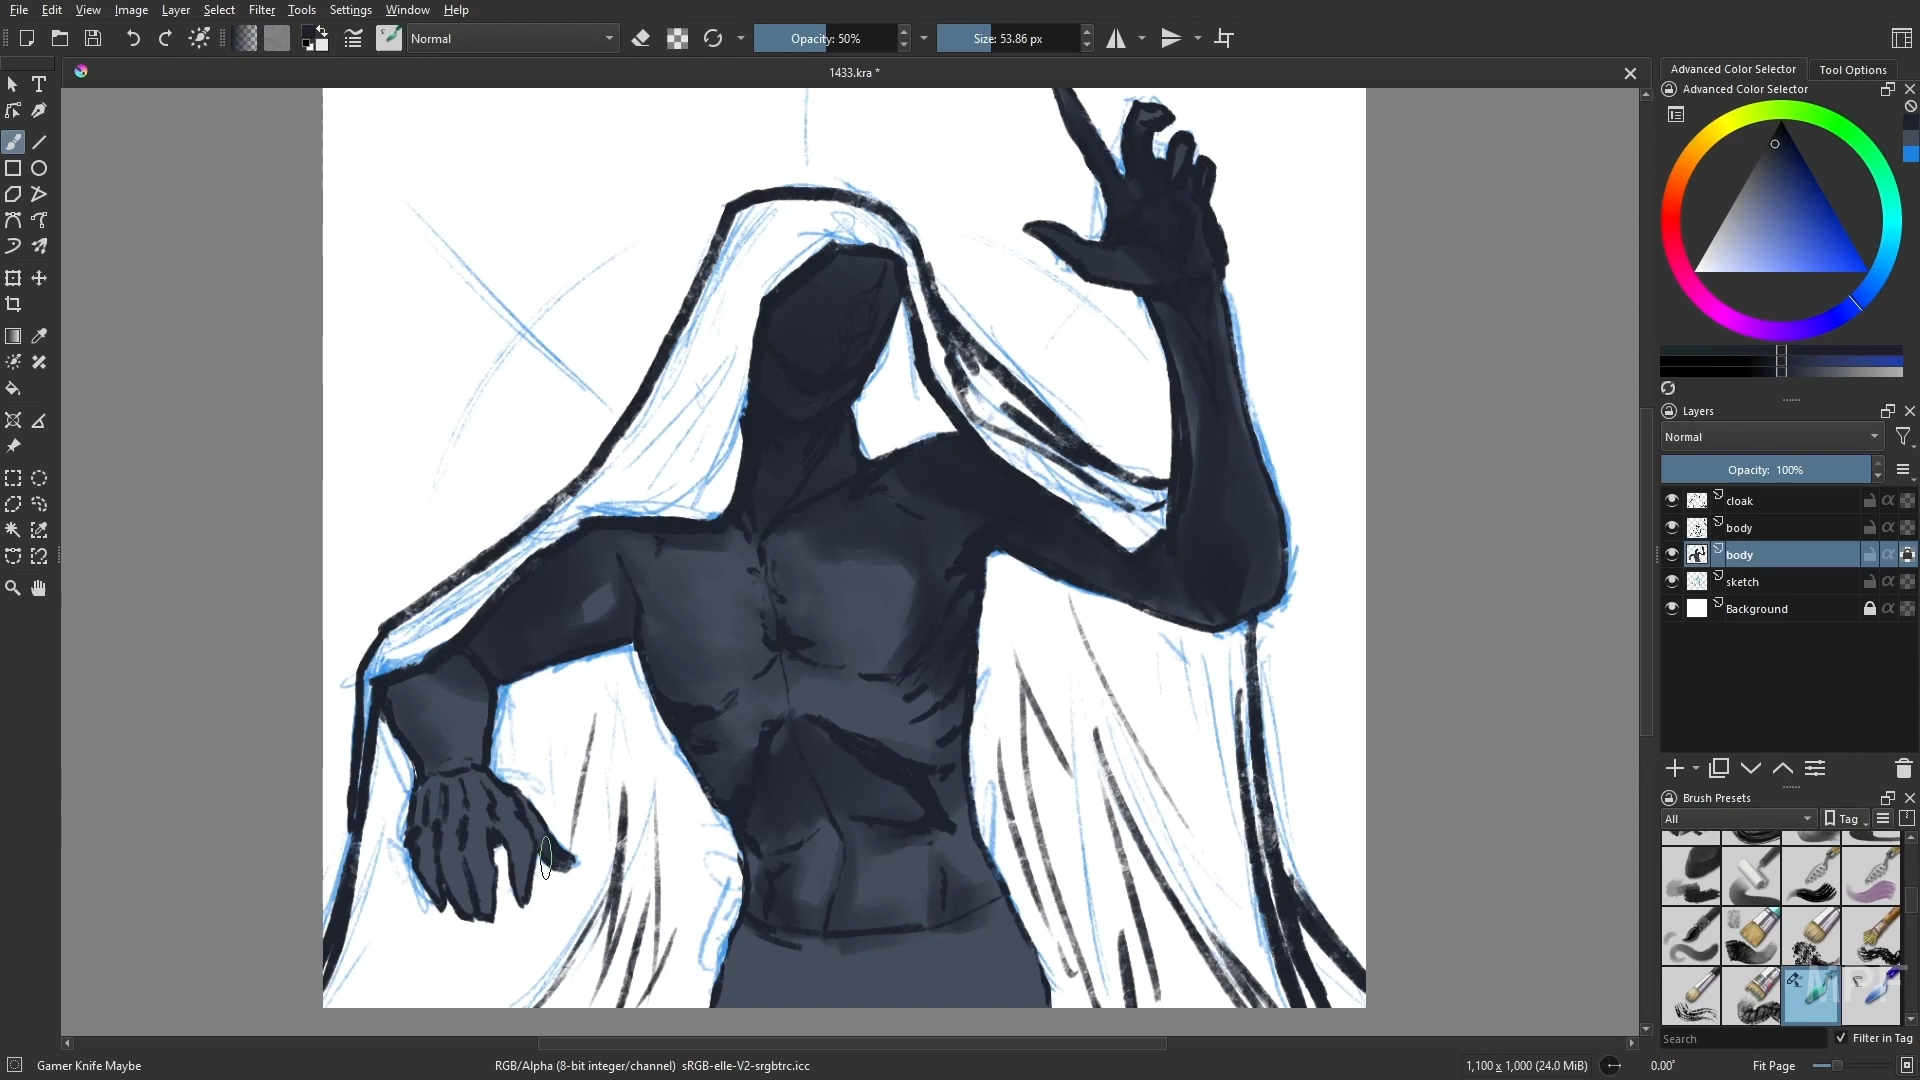 File Edit View Image Layer Select Filter Tools Settings Window Help
Normal Opacity: 50% Size: 53.86 px
1433.kra *
Advanced Color Selector Tool Options
Advanced Color Selector
Layers
Normal
Opacity: 100%
cloak
body
body
sketch
Background
Brush Presets
All Tag
MPF
Search Filter in Tag
Gamer Knife Maybe RGB/Alpha (8-bit integer/channel) sRGB-elle-V2-srgbtrc.icc 1,100 x 1,000 (24.0 MiB) 0.00° Fit Page